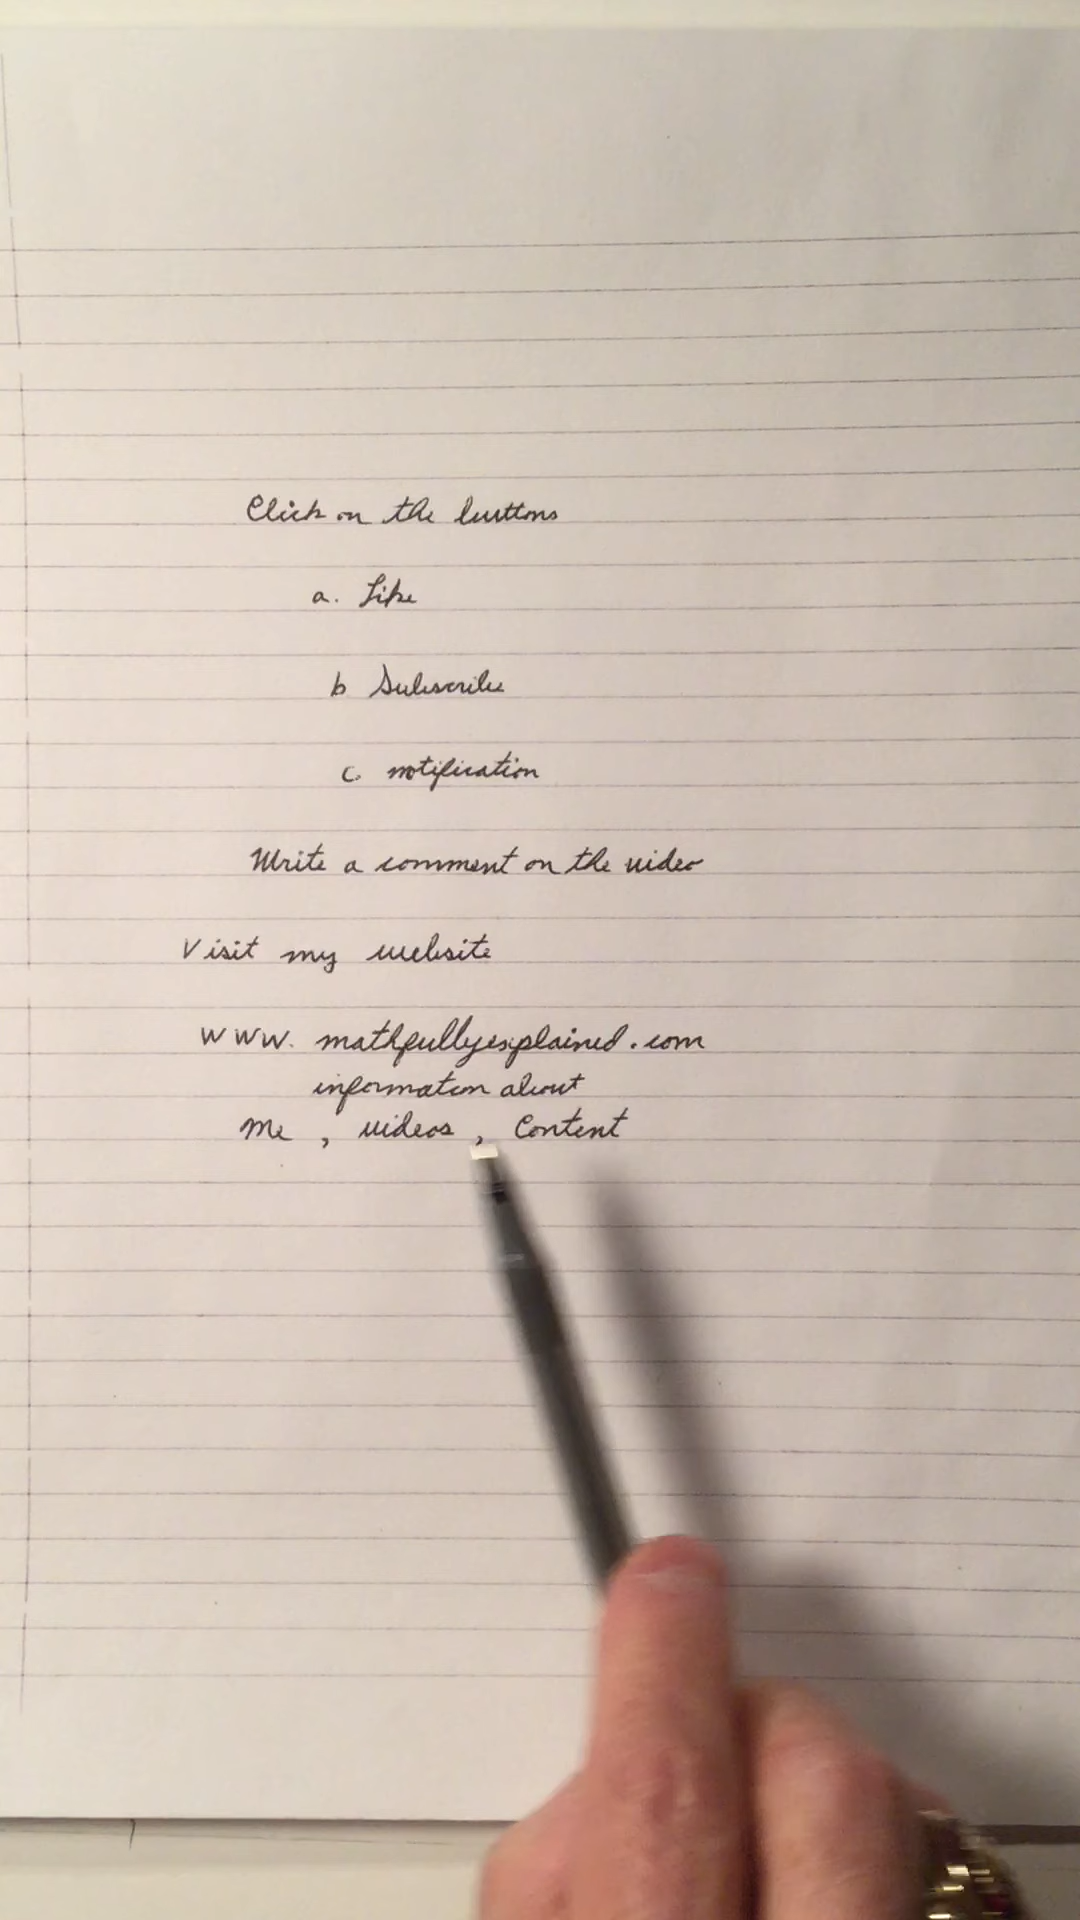 Click on the buttons
a. Like
b Subscribe
c. notification
Write a comment on the video
Visit my website
www. mathfullyexplained.com
information about
Me , videos , Content